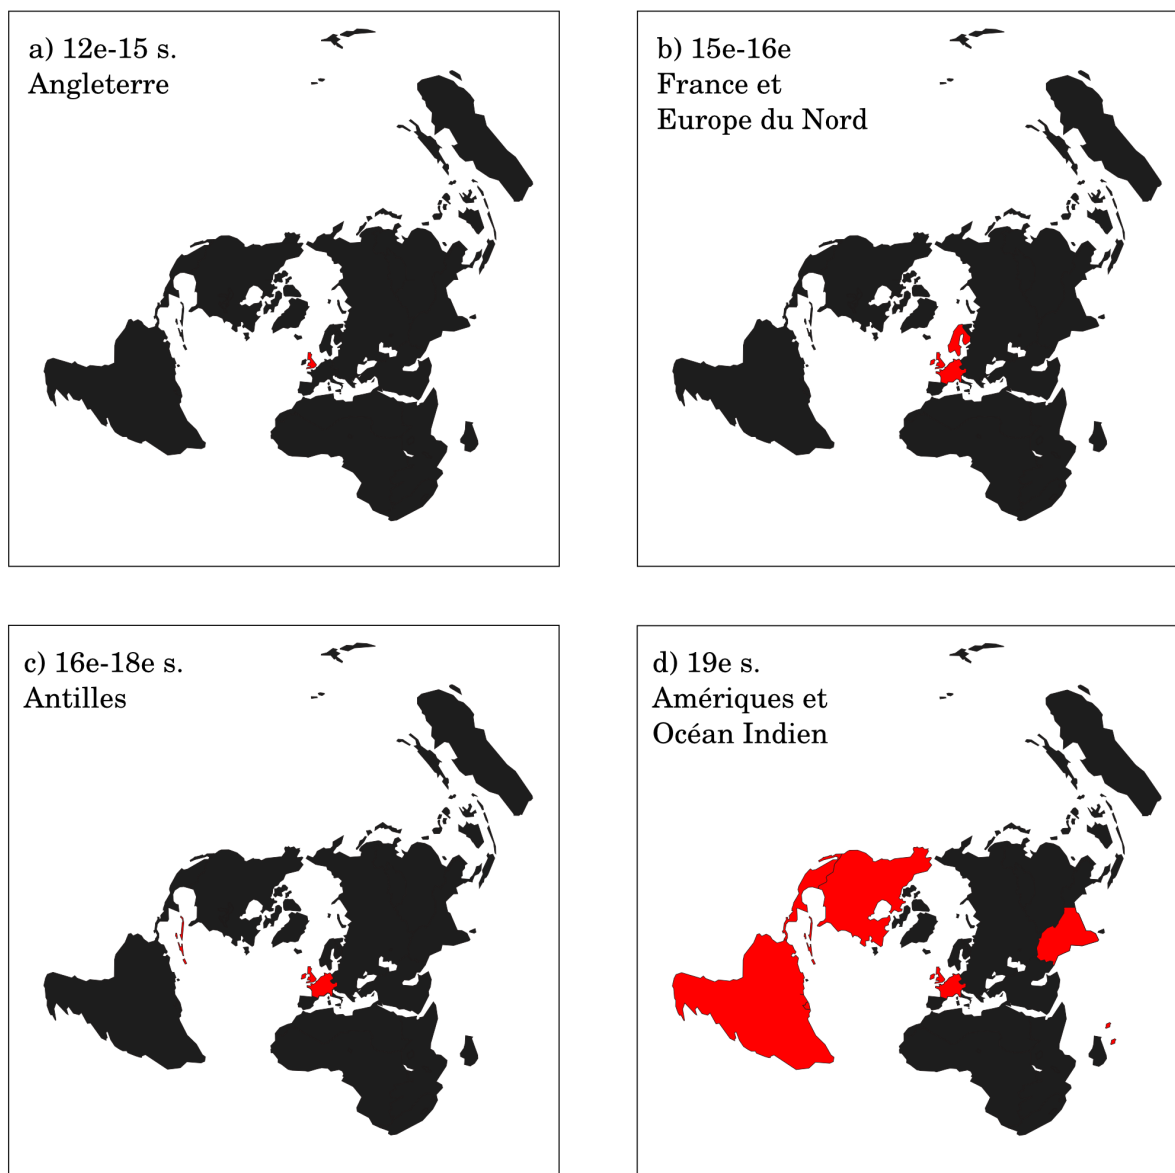 a) 12e-15 s.
Angleterre
b) 15e-16e
France et
Europe du Nord
c) 16e-18e s.
Antilles
d) 19e s.
Amériques et
Océan Indien